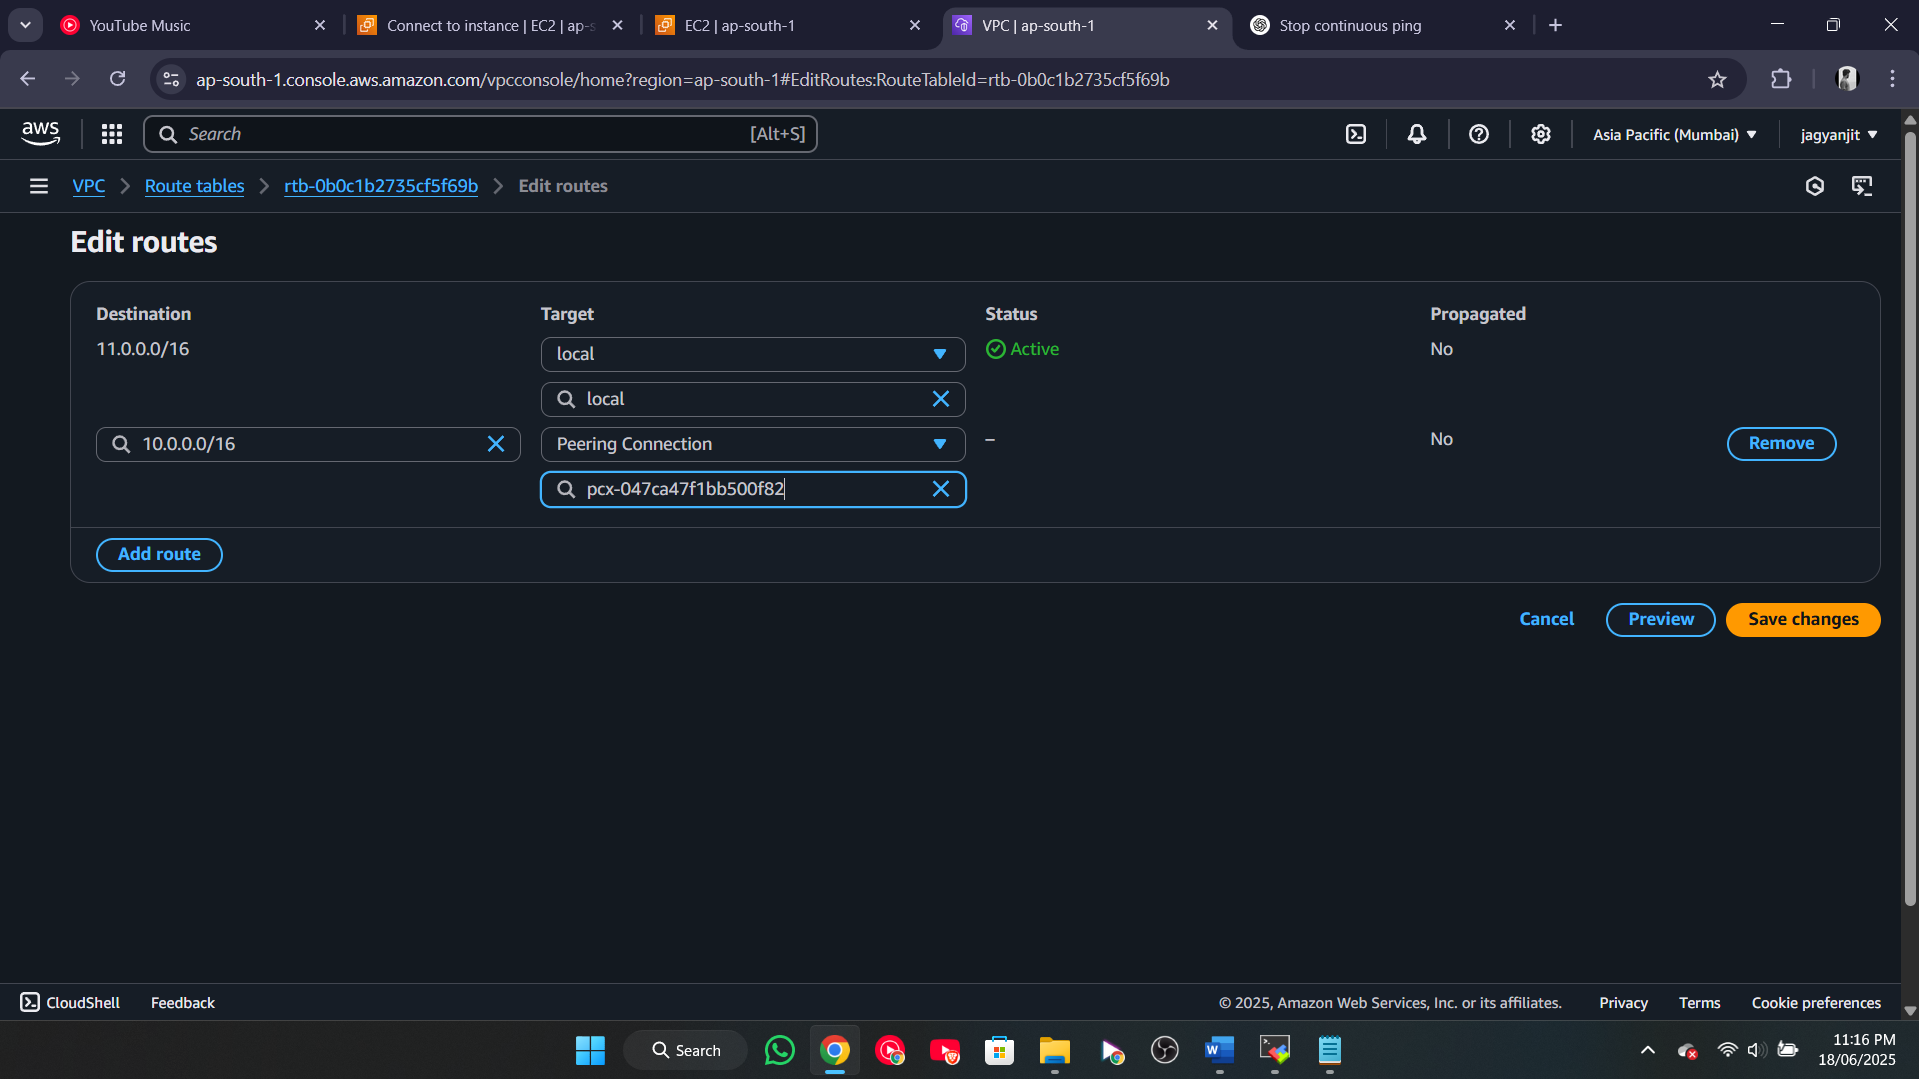 YouTube Music
Connect to instance | EC2 | ap-s
EC2 | ap-south-1
VPC | ap-south-1
Stop continuous ping
ap-south-1.console.aws.amazon.com/vpcconsole/home?region=ap-south-1#EditRoutes:RouteTableId=rtb-0b0c1b2735cf5f69b
aws
Search
[Alt+S]
Asia Pacific (Mumbai)
jagyanjit
VPC
Route tables
rtb-0b0c1b2735cf5f69b
Edit routes
Edit routes
Destination
Target
Status
Propagated
11.0.0.0/16
local
Active
No
local
10.0.0.0/16
Peering Connection
–
No
Remove
pcx-047ca47f1bb500f82
Add route
Cancel
Preview
Save changes
CloudShell
Feedback
© 2025, Amazon Web Services, Inc. or its affiliates.
Privacy
Terms
Cookie preferences
Search
11:16 PM
18/06/2025